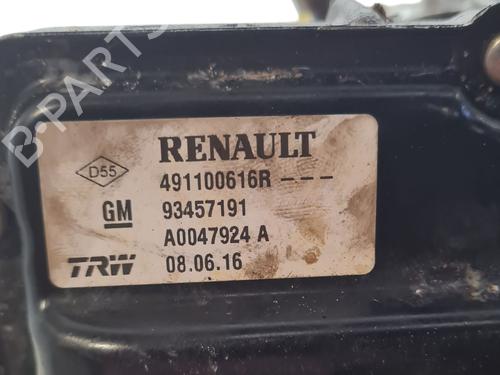 RENAULT
D55
491100616R---
GM 93457191
A0047924 A
TRW 08.06.16
B-PARTS